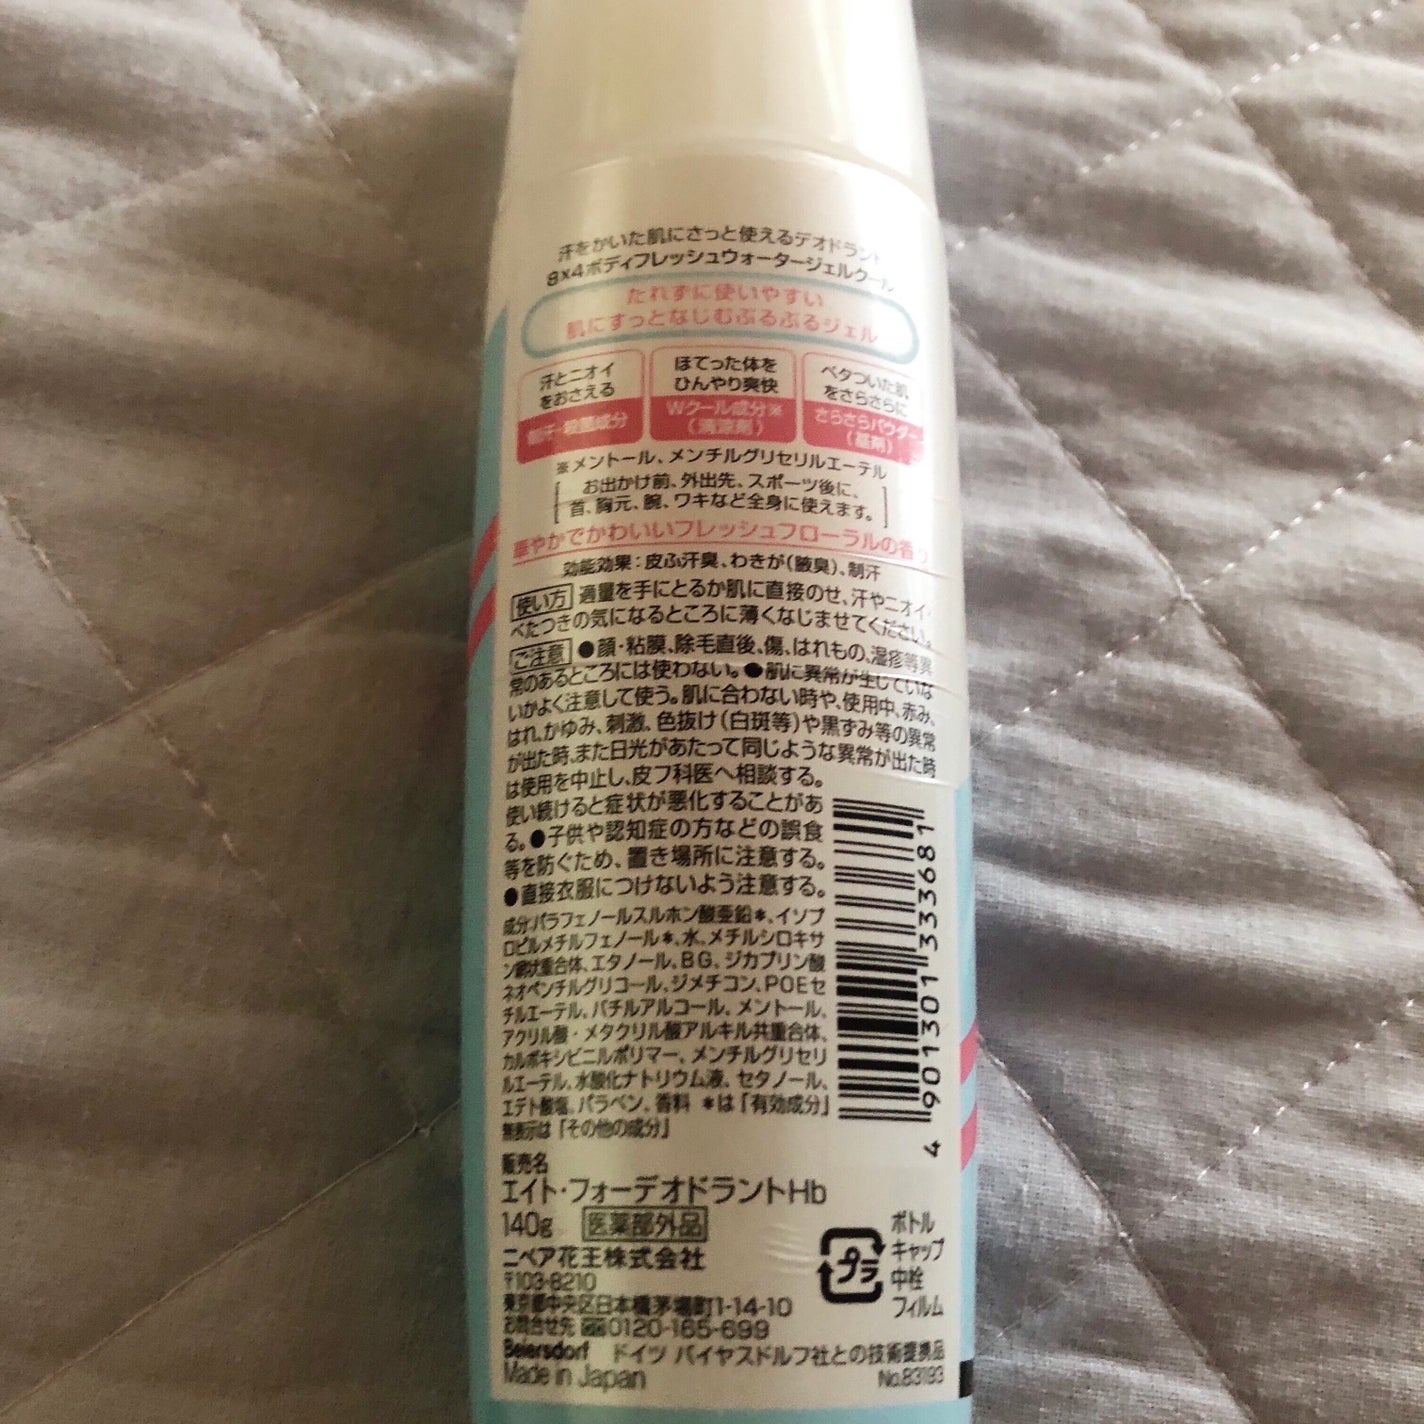 汗をかいた肌にさっと使えるデオドラント
8x4ボディフレッシュウォータージェルクール
たれずに使いやすい
肌にすっとなじむぷるぷるジェル
汗とニオイ
をおさえる
制汗・殺菌成分
ほてった体を
ひんやり爽快
Wクール成分※
(清涼剤)
ベタついた肌
をさらさらに
さらさらパウダー
(基剤)
※メントール、メンチルグリセリルエーテル
お出かけ前、外出先、スポーツ後に、
首、胸元、腕、ワキなど全身に使えます。
華やかでかわいいフレッシュフローラルの香り
効能効果：皮ふ汗臭、わきが(腋臭)、制汗
使い方 適量を手にとるか肌に直接のせ、汗やニオイ・
べたつきの気になるところに薄くなじませてください。
ご注意 ●顔・粘膜、除毛直後、傷、はれもの、湿疹等異
常のあるところには使わない。●肌に異常が生じていな
いかよく注意して使う。肌に合わない時や、使用中、赤み、
はれ、かゆみ、刺激、色抜け(白斑等)や黒ずみ等の異常
が出た時、また日光があたって同じような異常が出た時
は使用を中止し、皮フ科医へ相談する。
使い続けると症状が悪化することがあ
る。●子供や認知症の方などの誤食
等を防ぐため、置き場所に注意する。
●直接衣服につけないよう注意する。
成分:パラフェノールスルホン酸亜鉛＊、イソプ
ロピルメチルフェノール＊、水、メチルシロキサ
ン網状重合体、エタノール、BG、ジカプリン酸
ネオペンチルグリコール、ジメチコン、POEセ
チルエーテル、バチルアルコール、メントール、
アクリル酸・メタクリル酸アルキル共重合体、
カルボキシビニルポリマー、メンチルグリセリ
ルエーテル、水酸化ナトリウム液、セタノール、
エデト酸塩、パラベン、香料 ＊は「有効成分」
無表示は「その他の成分」
4 901301 333681
販売名
エイト・フォーデオドラントHb
140g 医薬部外品
ニベア花王株式会社
〒103-8210
東京都中央区日本橋茅場町1-14-10
お問合せ先 0120-165-699
Beiersdorf ドイツ バイヤスドルフ社との技術提携品
Made in Japan
No.83193
プラ
ボトル
キャップ
中栓
フィルム